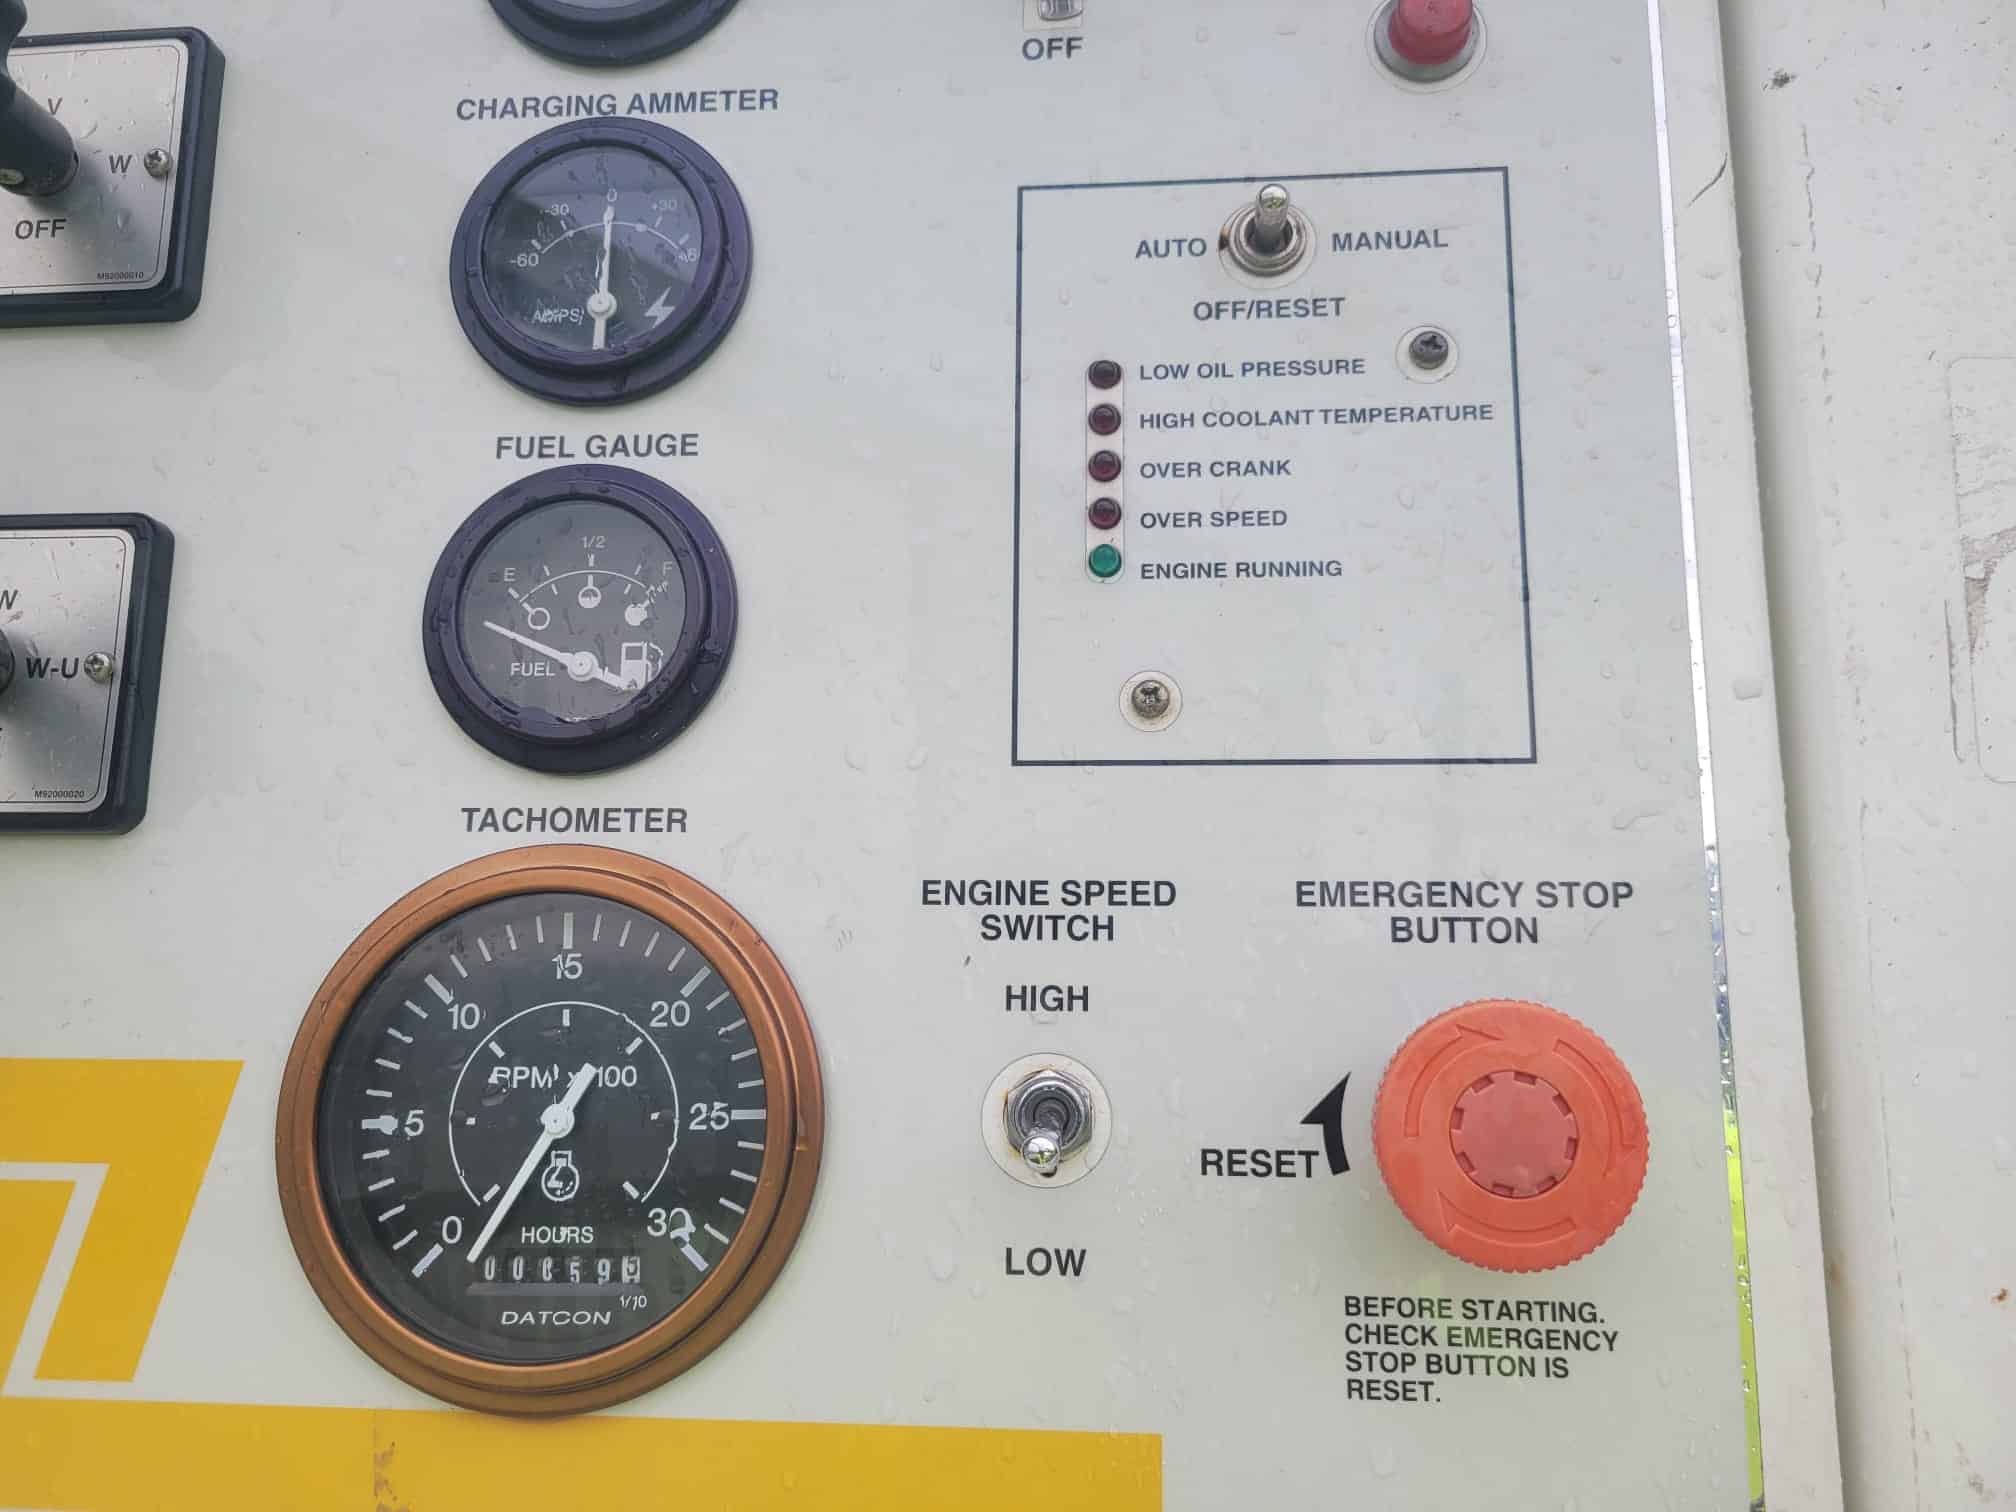 OFF
CHARGING AMMETER
V
W
OFF
M92000010
-60
-30
0
+30
AMPS
AUTO
MANUAL
OFF/RESET
LOW OIL PRESSURE
HIGH COOLANT TEMPERATURE
OVER CRANK
OVER SPEED
ENGINE RUNNING
FUEL GAUGE
E
1/2
F
FUEL
W
W-U
M92000020
TACHOMETER
0
5
10
15
20
25
30
RPM x 100
HOURS
1/10
DATCON
ENGINE SPEED
SWITCH
HIGH
LOW
EMERGENCY STOP
BUTTON
RESET
BEFORE STARTING.
CHECK EMERGENCY
STOP BUTTON IS
RESET.